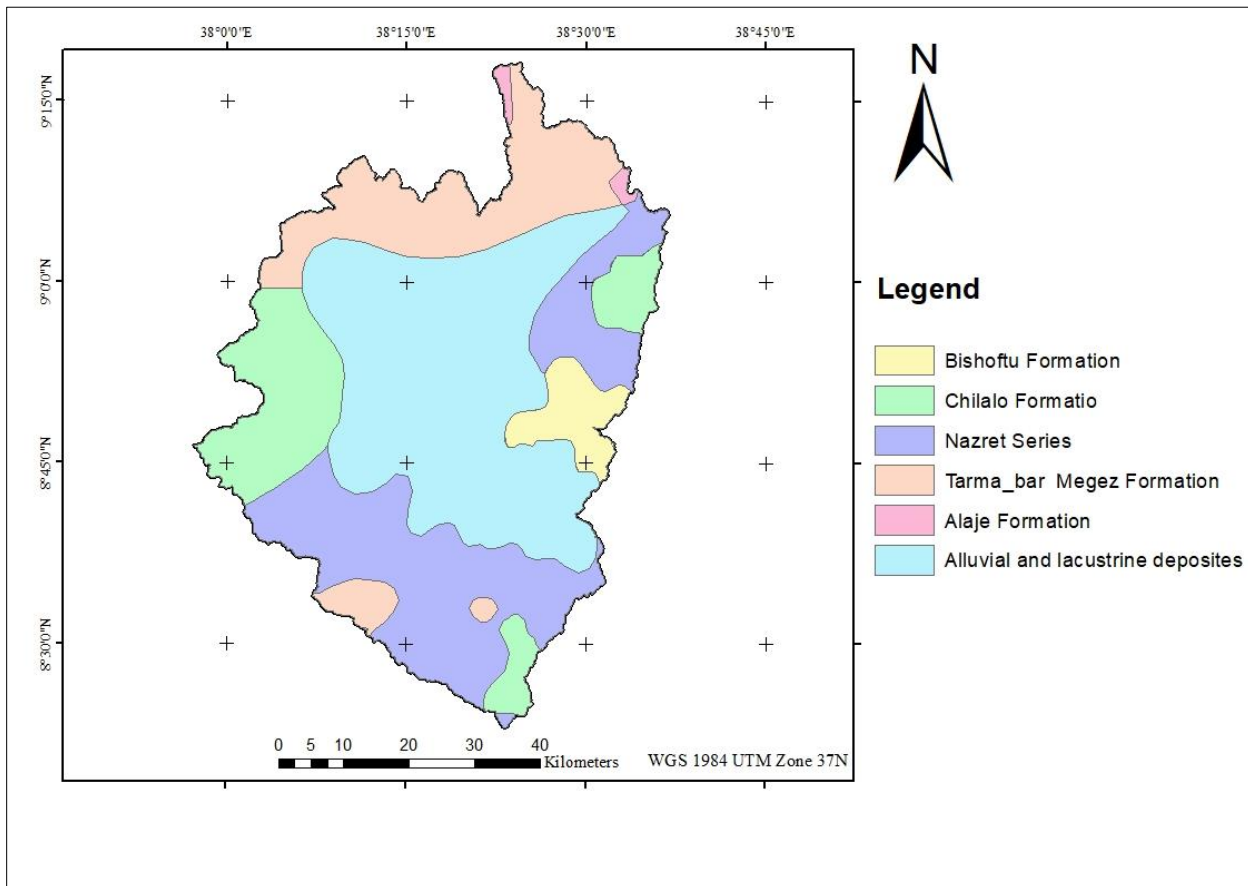 38°0'0"E 38°15'0"E 38°30'0"E 38°45'0"E
9°15'0"N
9°0'0"N
8°45'0"N
8°30'0"N
N
Legend
Bishoftu Formation
Chilalo Formatio
Nazret Series
Tarma_bar Megez Formation
Alaje Formation
Alluvial and lacustrine deposites
0 5 10 20 30 40
Kilometers
WGS 1984 UTM Zone 37N